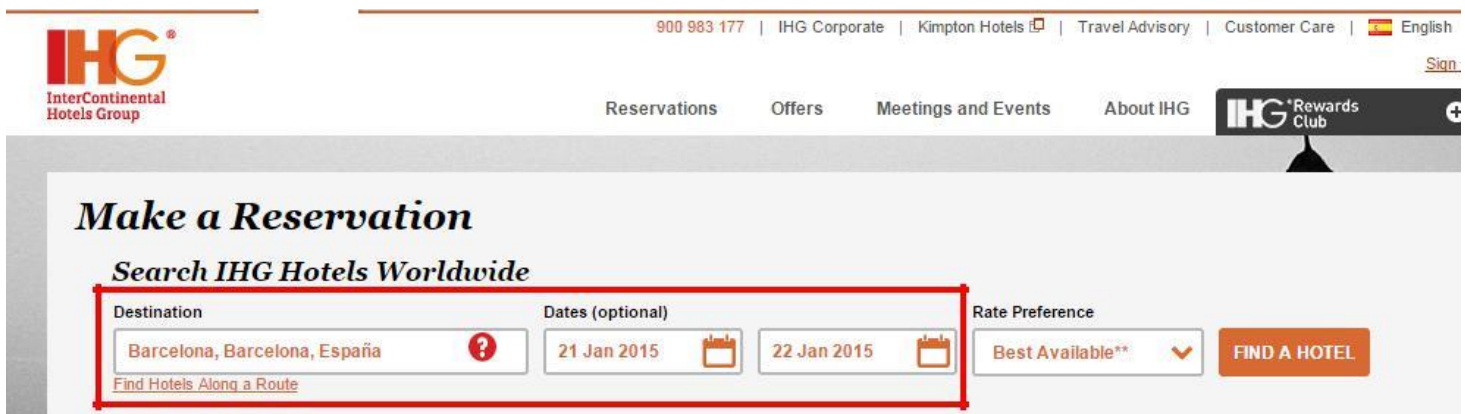 900 983 177 | IHG Corporate | Kimpton Hotels | Travel Advisory | Customer Care | English
Sign
IHG®
InterContinental
Hotels Group
Reservations Offers Meetings and Events About IHG IHG® Rewards Club
Make a Reservation
Search IHG Hotels Worldwide
Destination Dates (optional) Rate Preference
Barcelona, Barcelona, España ? 21 Jan 2015 22 Jan 2015 Best Available** FIND A HOTEL
Find Hotels Along a Route